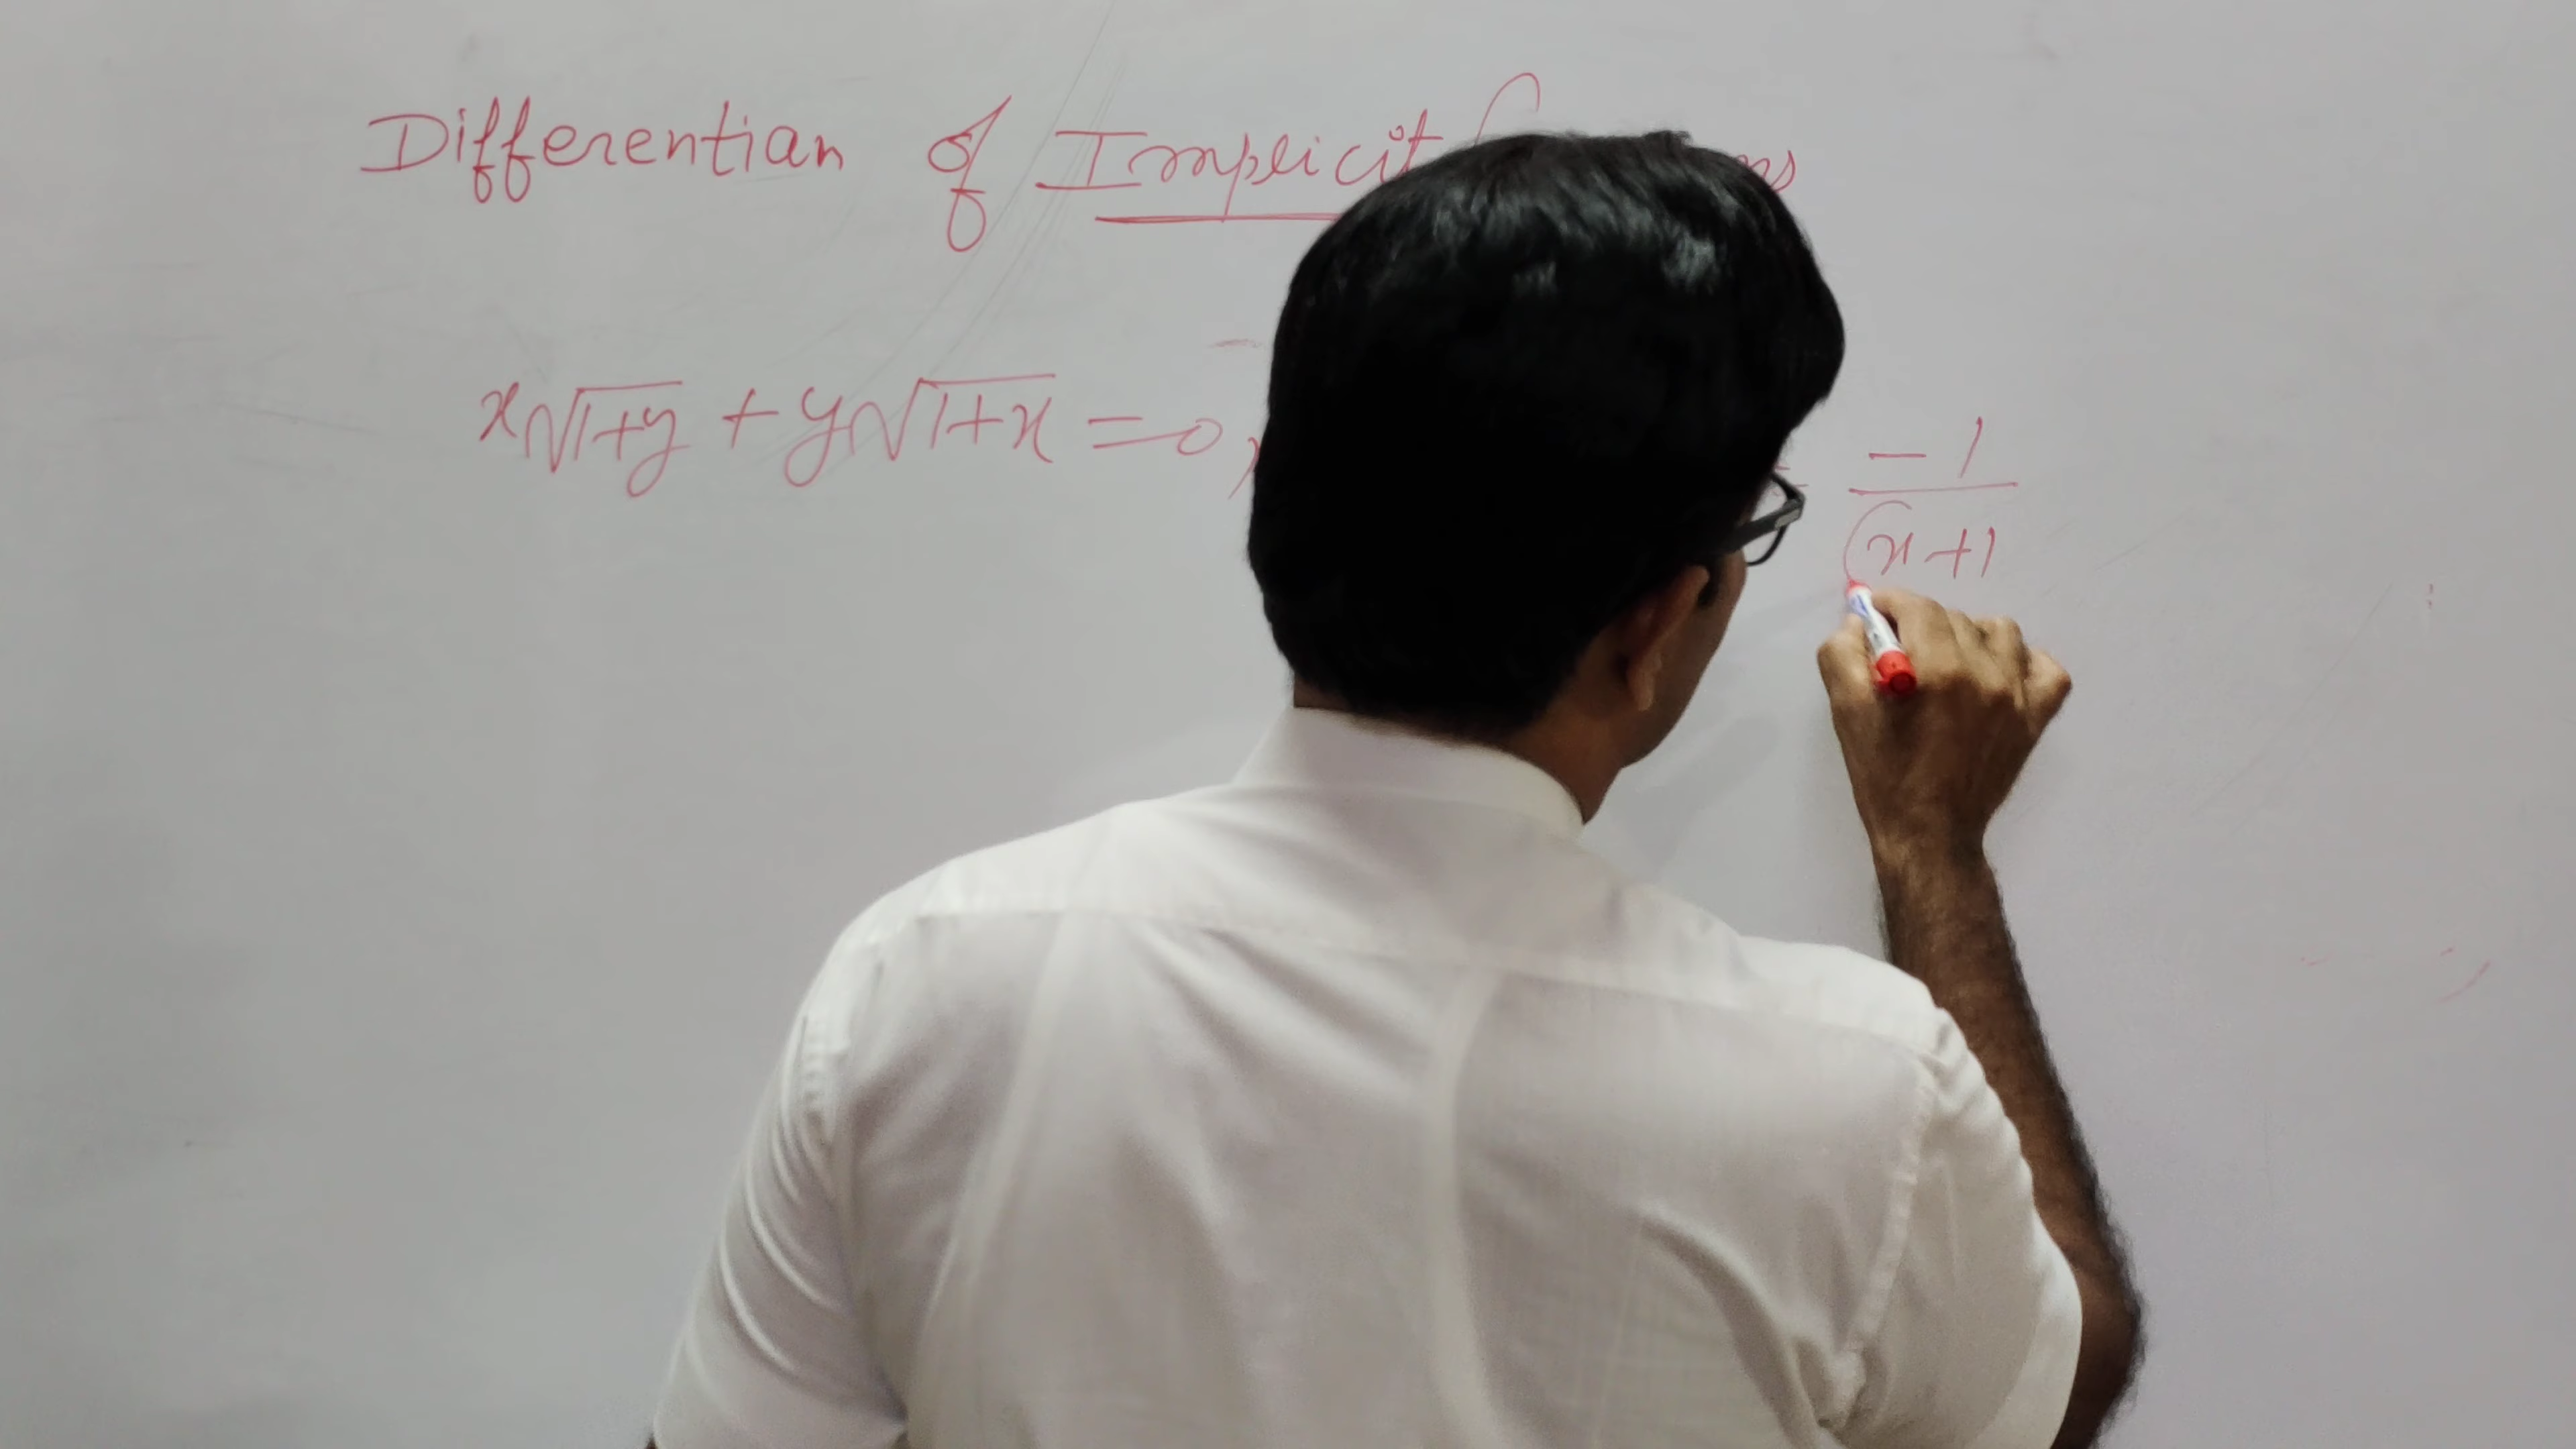 Differentian of Implicit
x√1+y + y√1+x = 0, = -1/(x+1